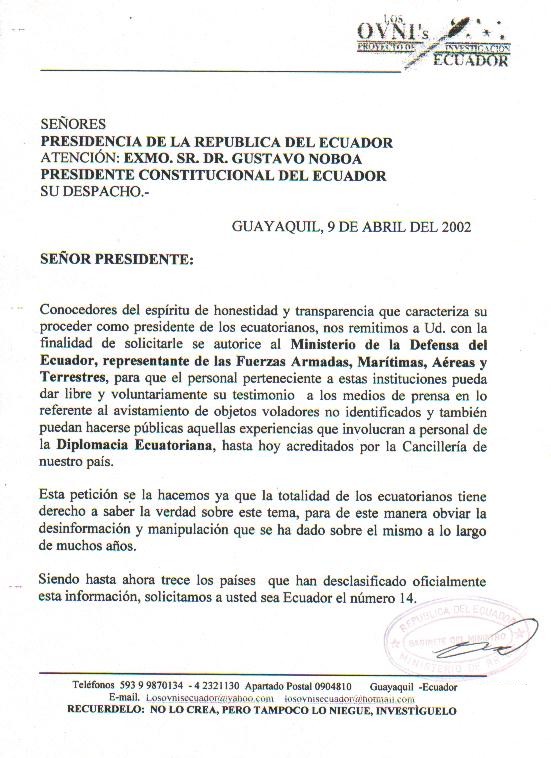 LOS
OVNI's
PROYECTO DE INVESTIGACION
ECUADOR
SEÑORES
PRESIDENCIA DE LA REPUBLICA DEL ECUADOR
ATENCIÓN: EXMO. SR. DR. GUSTAVO NOBOA
PRESIDENTE CONSTITUCIONAL DEL ECUADOR
SU DESPACHO.-
GUAYAQUIL, 9 DE ABRIL DEL 2002
SEÑOR PRESIDENTE:
Conocedores del espíritu de honestidad y transparencia que caracteriza su
proceder como presidente de los ecuatorianos, nos remitimos a Ud. con la
finalidad de solicitarle se autorice al Ministerio de la Defensa del
Ecuador, representante de las Fuerzas Armadas, Marítimas, Aéreas y
Terrestres, para que el personal perteneciente a estas instituciones pueda
dar libre y voluntariamente su testimonio a los medios de prensa en lo
referente al avistamiento de objetos voladores no identificados y también
puedan hacerse públicas aquellas experiencias que involucran a personal de
la Diplomacia Ecuatoriana, hasta hoy acreditados por la Cancillería de
nuestro país.
Esta petición se la hacemos ya que la totalidad de los ecuatorianos tiene
derecho a saber la verdad sobre este tema, para de este manera obviar la
desinformación y manipulación que se ha dado sobre el mismo a lo largo
de muchos años.
Siendo hasta ahora trece los países que han desclasificado oficialmente
esta información, solicitamos a usted sea Ecuador el número 14.
REPUBLICA DEL ECUADOR
GABINETE DEL MINISTRO
MINISTERIO DE
Teléfonos 593 9 9870134 - 4 2321130 Apartado Postal 0904810 Guayaquil -Ecuador
E-mail. Losovnisecuador@yahoo.com losovnisecuador@hotmail.com
RECUERDELO: NO LO CREA, PERO TAMPOCO LO NIEGUE, INVESTÌGUELO